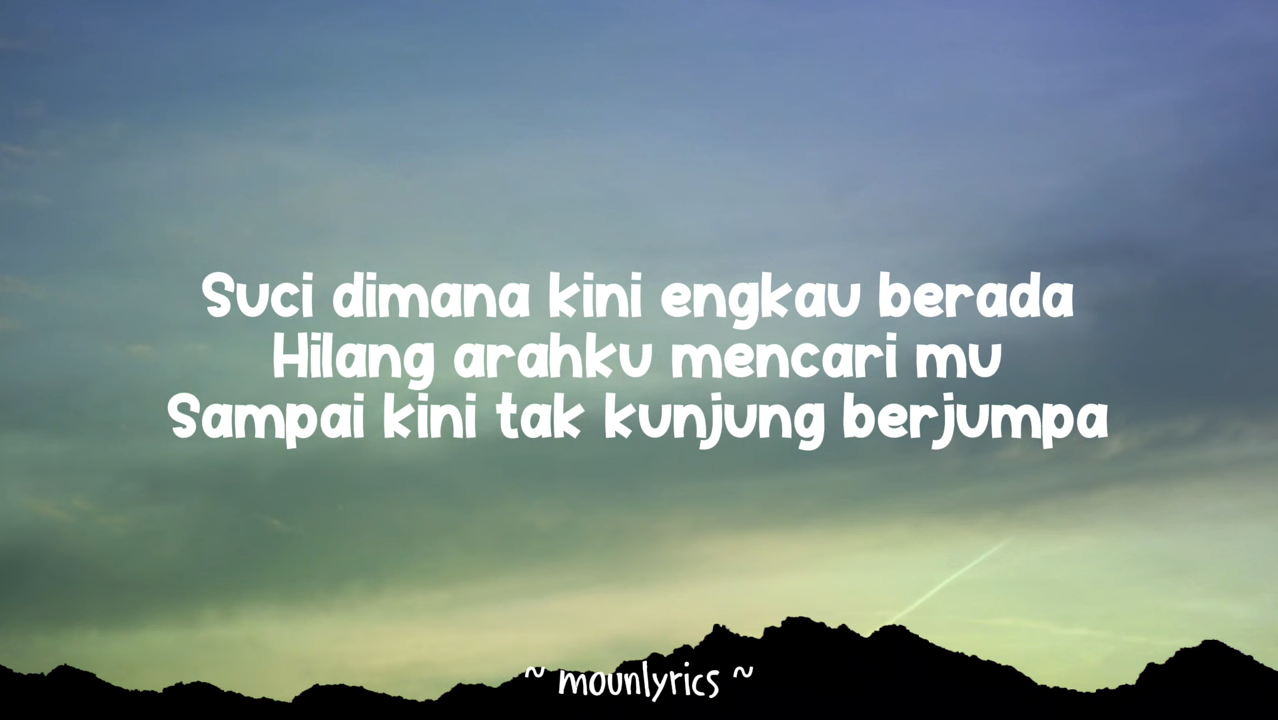 Suci dimana kini engkau berada
Hilang arahku mencari mu
Sampai kini tak kunjung berjumpa
~ mounlyrics ~